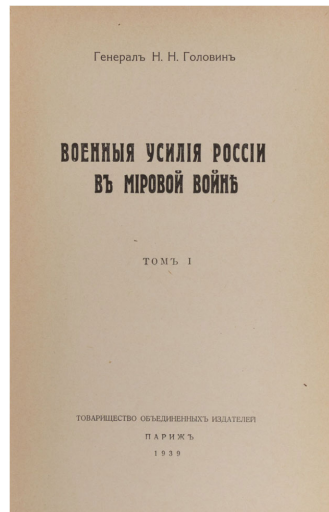 Генералъ Н. Н. Головинъ
ВОЕННЫЯ УСИЛІЯ РОССІИ
ВЪ МІРОВОЙ ВОЙНѢ
ТОМЪ I
ТОВАРИЩЕСТВО ОБЪЕДИНЕННЫХЪ ИЗДАТЕЛЕЙ
ПАРИЖЪ
1939